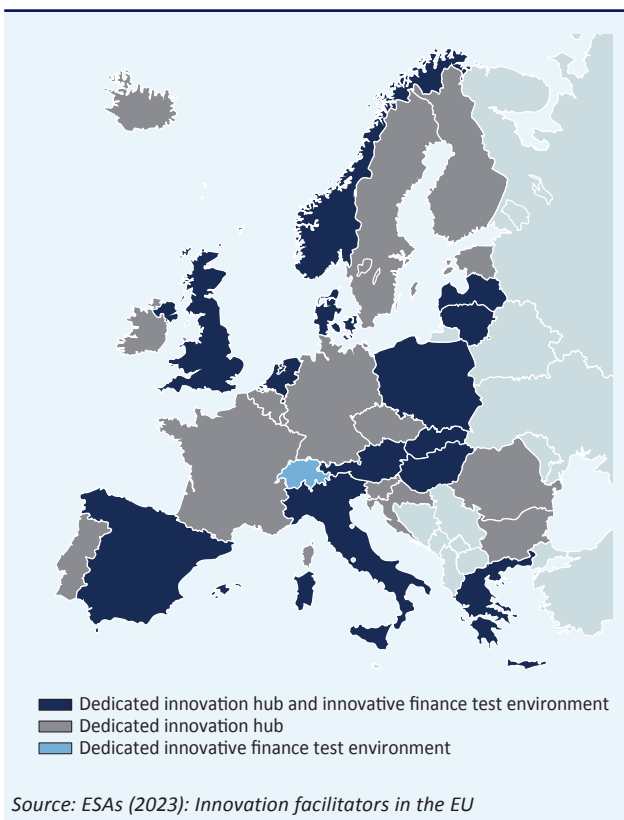 Dedicated innovation hub and innovative finance test environment
Dedicated innovation hub
Dedicated innovative finance test environment
Source: ESAs (2023): Innovation facilitators in the EU